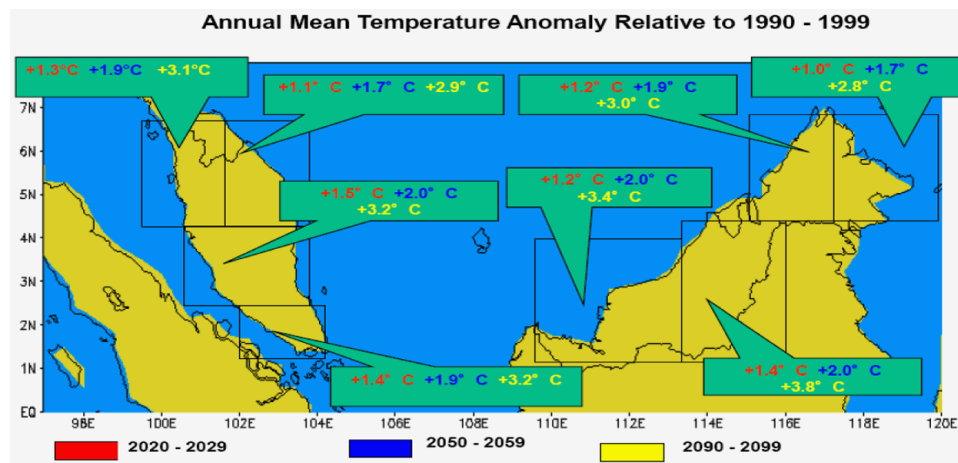 Annual Mean Temperature Anomaly Relative to 1990 - 1999
+1.3°C +1.9°C +3.1°C
+1.1° C +1.7° C +2.9° C
+1.2° C +1.9° C
+3.0° C
+1.0° C +1.7° C
+2.8° C
+1.5° C +2.0° C
+3.2° C
+1.2° C +2.0° C
+3.4° C
+1.4° C +1.9° C +3.2° C
+1.4° C +2.0° C
+3.8° C
7N
6N
5N
4N
3N
2N
1N
EQ
98E 100E 102E 104E 106E 108E 110E 112E 114E 116E 118E 120E
2020 - 2029
2050 - 2059
2090 - 2099